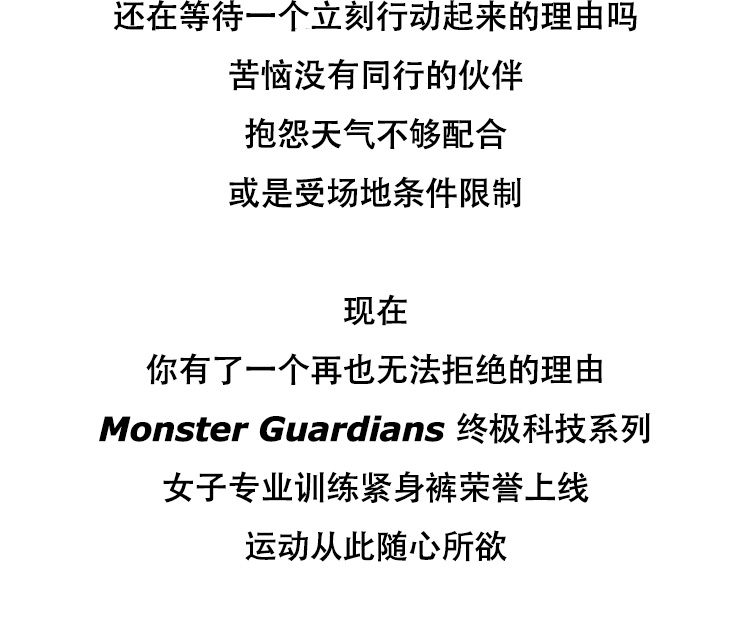 还在等待一个立刻行动起来的理由吗
苦恼没有同行的伙伴
抱怨天气不够配合
或是受场地条件限制
现在
你有了一个再也无法拒绝的理由
Monster Guardians 终极科技系列
女子专业训练紧身裤荣誉上线
运动从此随心所欲